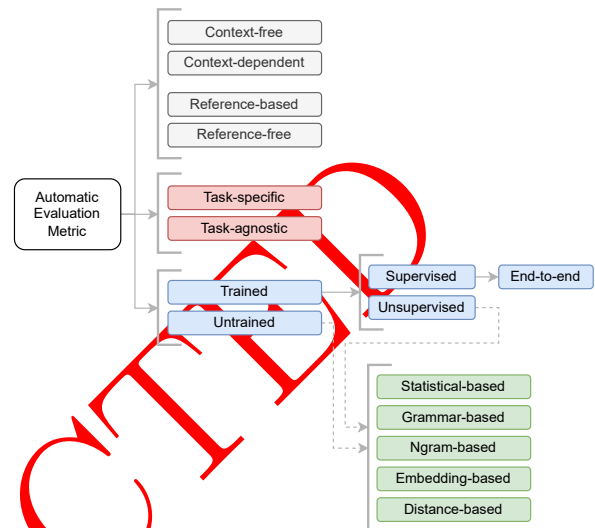 Context-free
Context-dependent
Reference-based
Reference-free
Automatic
Evaluation
Metric
Task-specific
Task-agnostic
Trained
Untrained
Supervised
Unsupervised
End-to-end
Statistical-based
Grammar-based
Ngram-based
Embedding-based
Distance-based
CTED